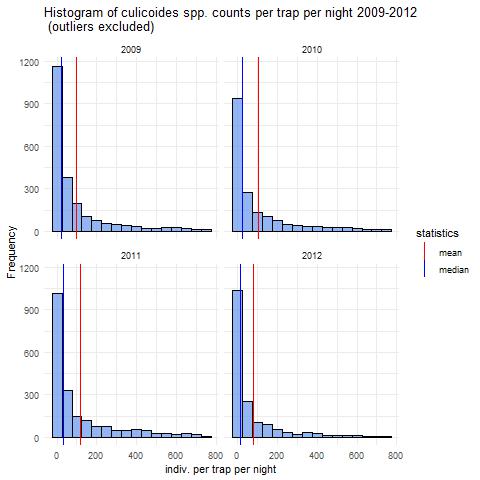 Histogram of culicoides spp. counts per trap per night 2009-2012
(outliers excluded)
2009
2010
1200
900
600
300
0
2011
2012
1200
900
600
300
0
0 200 400 600 800
0 200 400 600 800
indiv. per trap per night
Frequency
statistics
mean
median